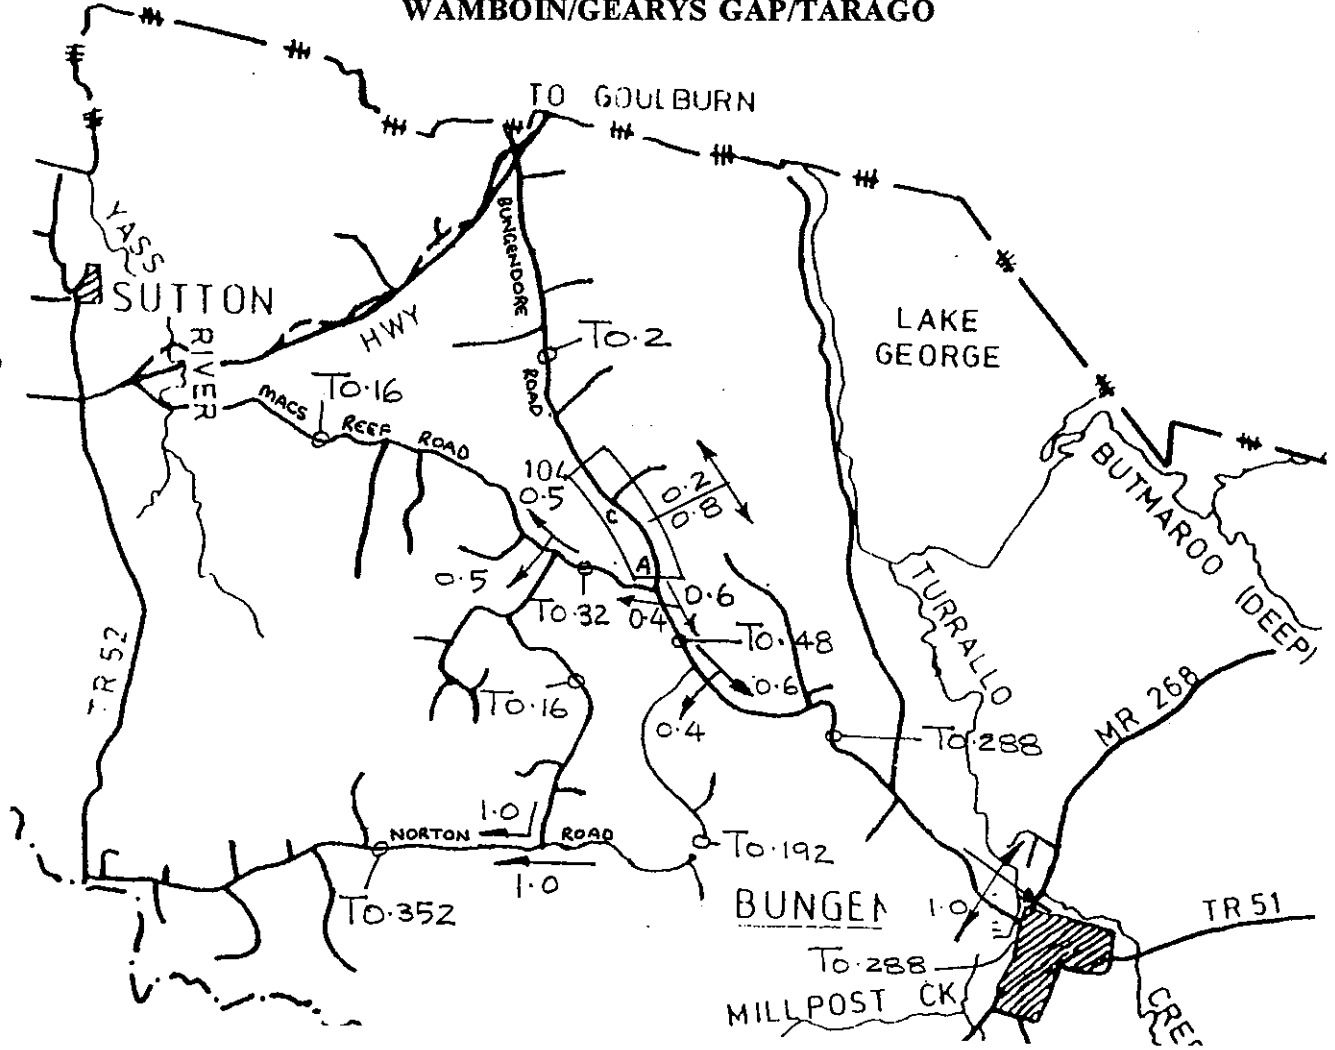 WAMBOIN/GEARYS GAP/TARAGO
TO GOULBURN
YASS
RIVER
SUTTON
HWY
BUNGENDORE
ROAD
To.2
LAKE
GEORGE
To.16
MACS REEF ROAD
104
0.5
0.2
0.8
C
A
0.5
To.32
0.4
0.6
To.48
BUTMAROO (DEEP)
TURRALLO
TR 52
To.16
0.6
0.4
To.288
MR 268
1.0
NORTON ROAD
1.0
To.192
To.352
BUNGEN
1.0
TR 51
To.288
MILLPOST CK
CREE